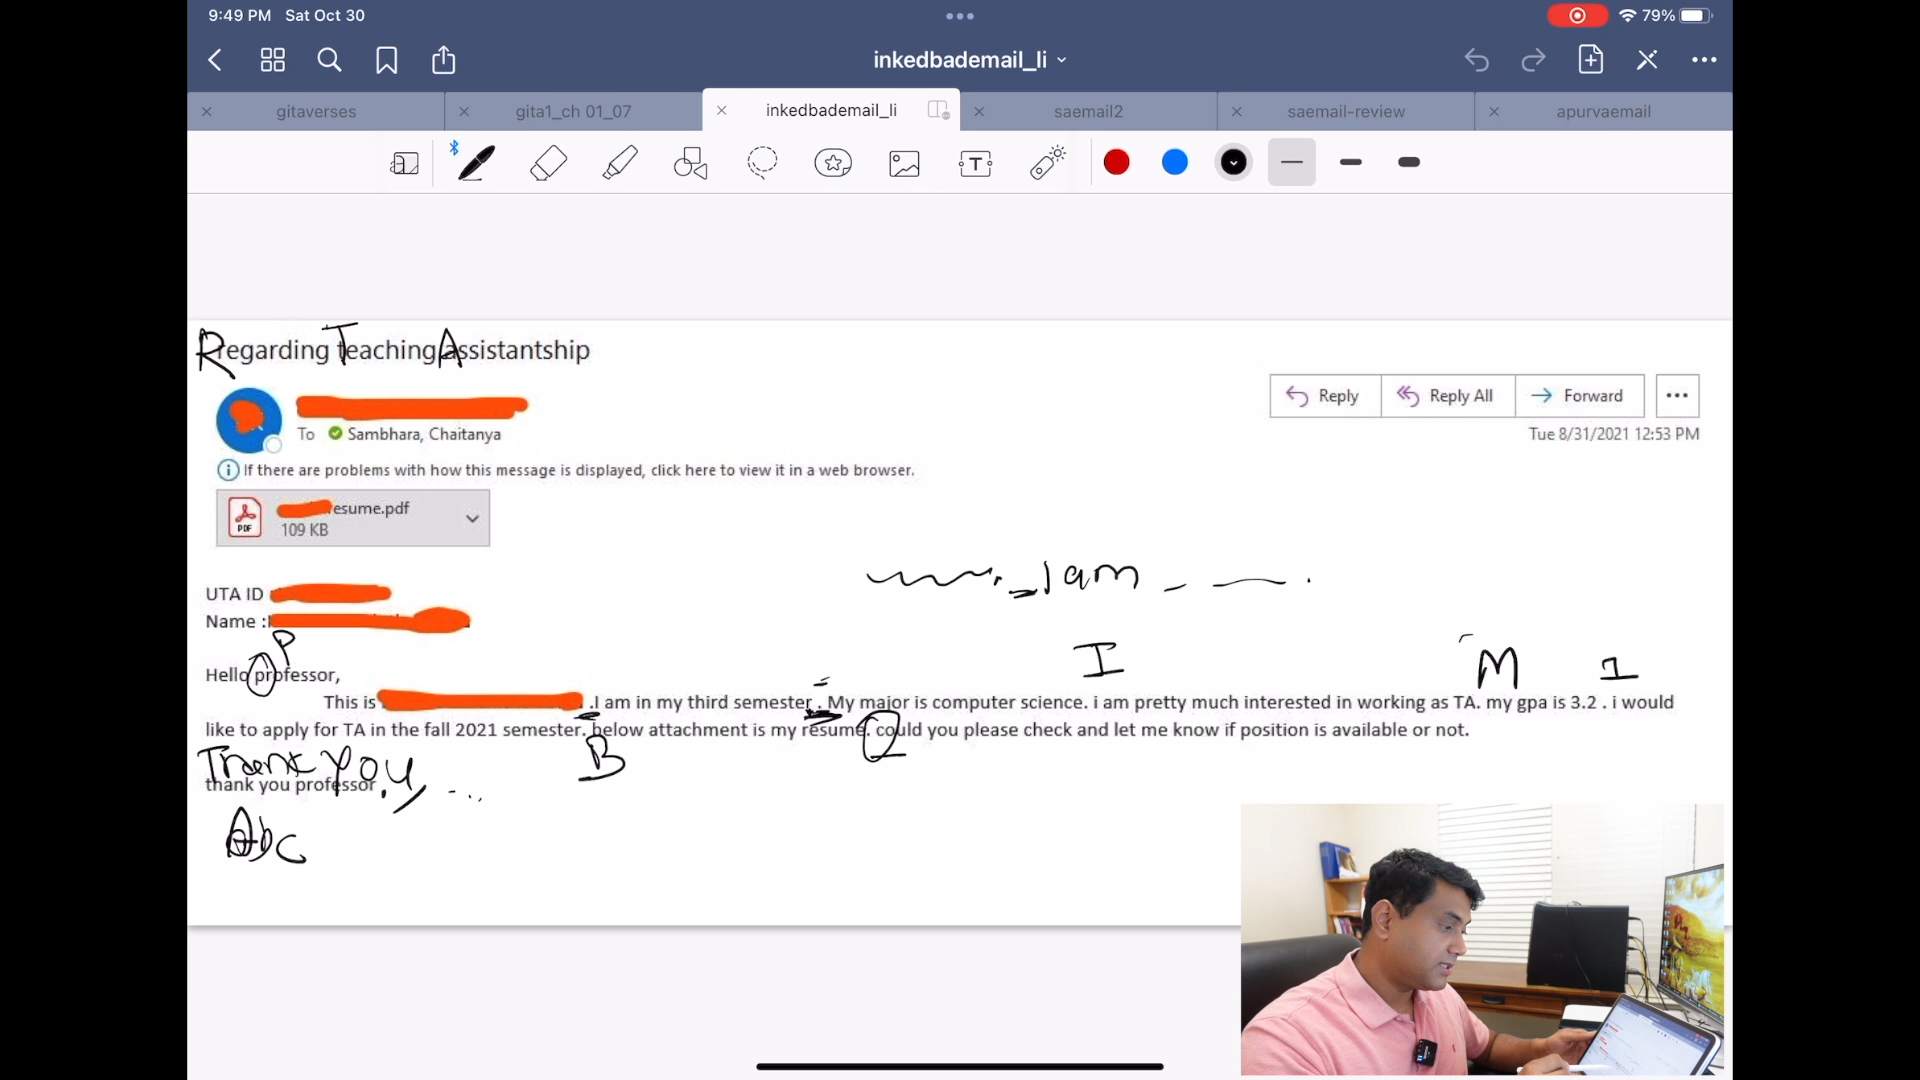 9:49 PM Sat Oct 30
79%
inkedbademail_li
gitaverses
gita1_ch 01_07
inkedbademail_li
saemail2
saemail-review
apurvaemail
R T A
regarding teaching assistantship
Reply
Reply All
Forward
To Sambhara, Chaitanya
Tue 8/31/2021 12:53 PM
If there are problems with how this message is displayed, click here to view it in a web browser.
PDF
esume.pdf
109 KB
I am
UTA ID
Name :
P
I M I
Hello professor,
This is .I am in my third semester . My major is computer science. i am pretty much interested in working as TA. my gpa is 3.2 . i would
like to apply for TA in the fall 2021 semester. below attachment is my resume. could you please check and let me know if position is available or not.
B
Thank You, ...
thank you professor
Abc